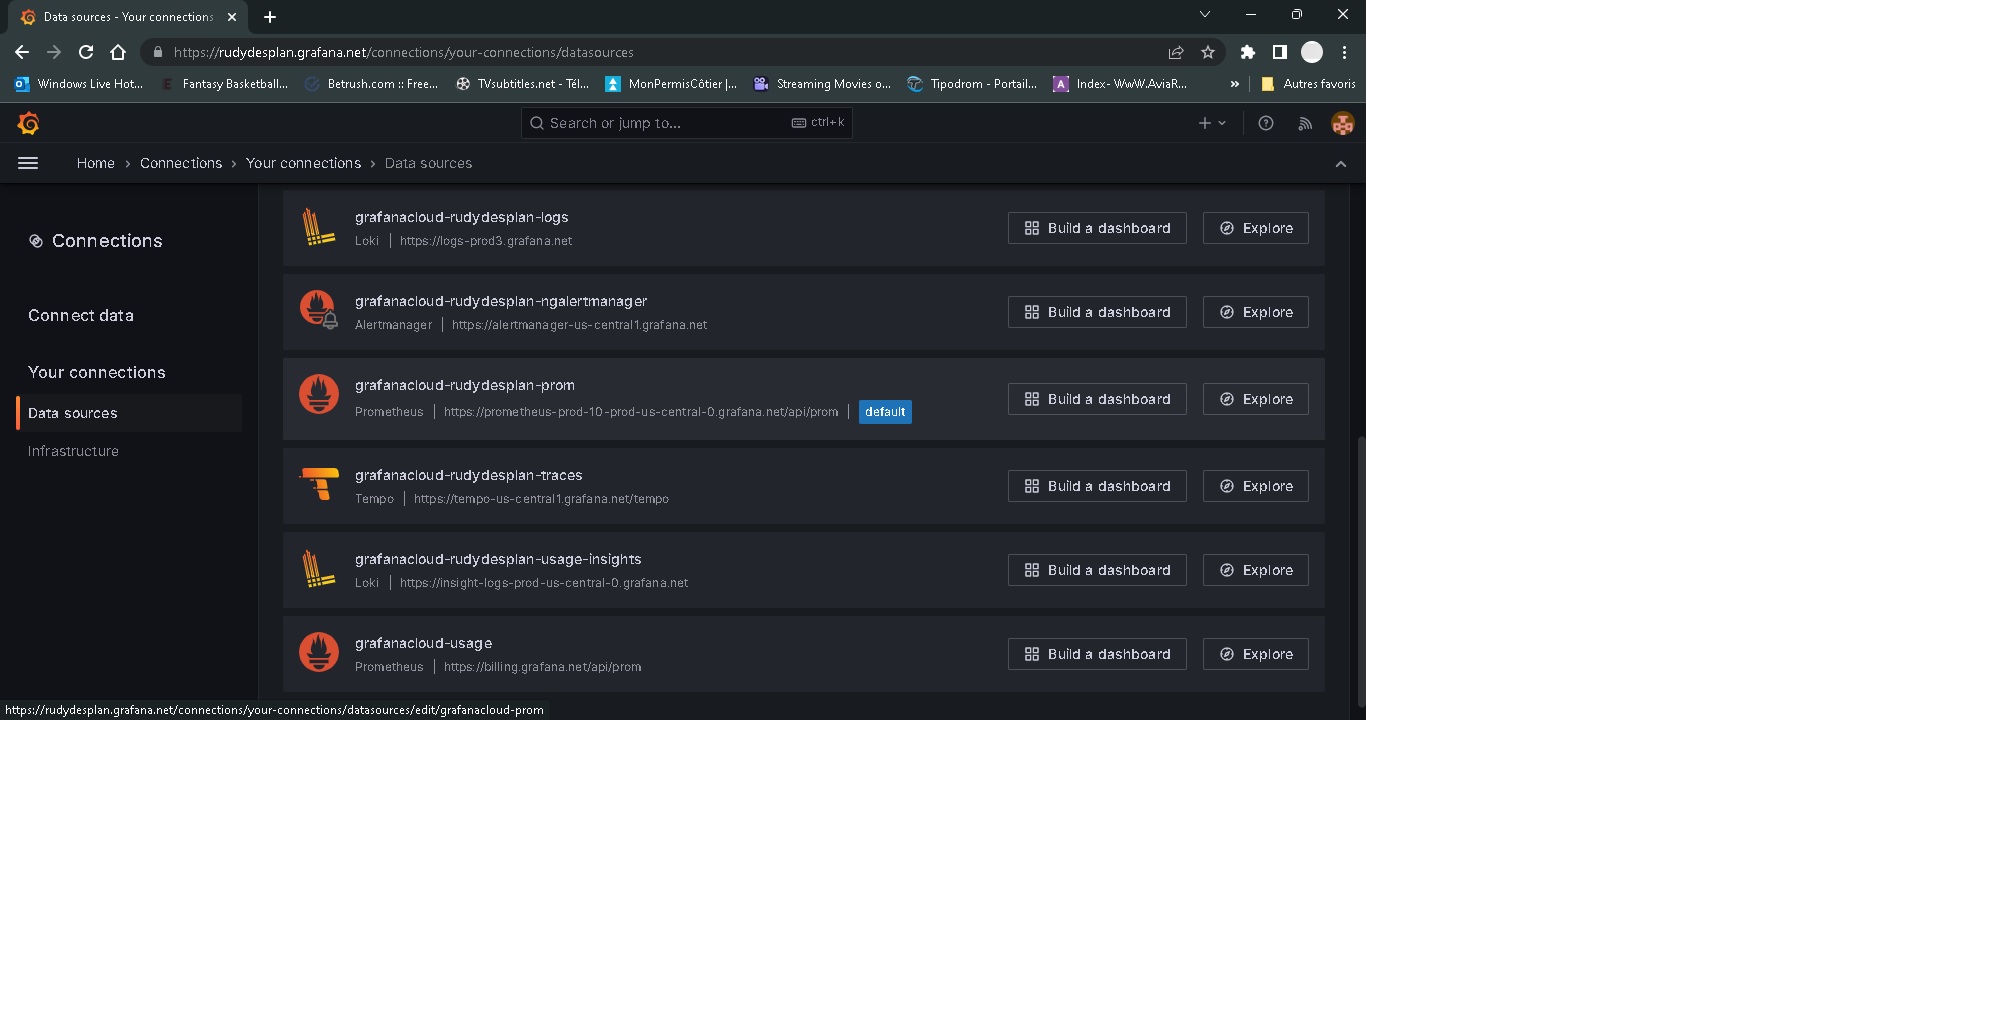 Data sources - Your connections
https://rudydesplan.grafana.net/connections/your-connections/datasources
Windows Live Hot... Fantasy Basketball... Betrush.com :: Free... TVsubtitles.net - Tél... MonPermisCôtier |... Streaming Movies o... Tipodrom - Portail... Index- WwW.AviaR... » Autres favoris
Search or jump to... ctrl+k
Home › Connections › Your connections › Data sources
Connections
Connect data
Your connections
Data sources
Infrastructure
grafanacloud-rudydesplan-logs
Loki | https://logs-prod3.grafana.net
Build a dashboard Explore
grafanacloud-rudydesplan-ngalertmanager
Alertmanager | https://alertmanager-us-central1.grafana.net
Build a dashboard Explore
grafanacloud-rudydesplan-prom
Prometheus | https://prometheus-prod-10-prod-us-central-0.grafana.net/api/prom | default
Build a dashboard Explore
grafanacloud-rudydesplan-traces
Tempo | https://tempo-us-central1.grafana.net/tempo
Build a dashboard Explore
grafanacloud-rudydesplan-usage-insights
Loki | https://insight-logs-prod-us-central-0.grafana.net
Build a dashboard Explore
grafanacloud-usage
Prometheus | https://billing.grafana.net/api/prom
Build a dashboard Explore
https://rudydesplan.grafana.net/connections/your-connections/datasources/edit/grafanacloud-prom